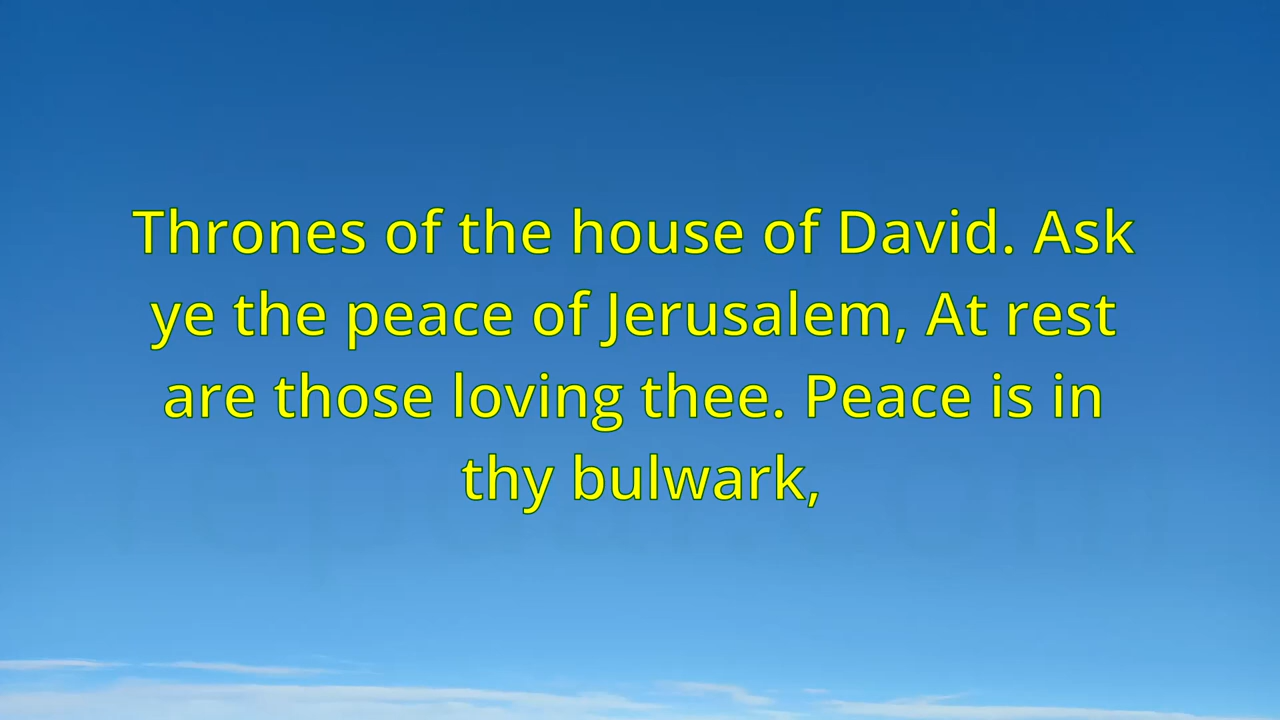 Thrones of the house of David. Ask
ye the peace of Jerusalem, At rest
are those loving thee. Peace is in
thy bulwark,